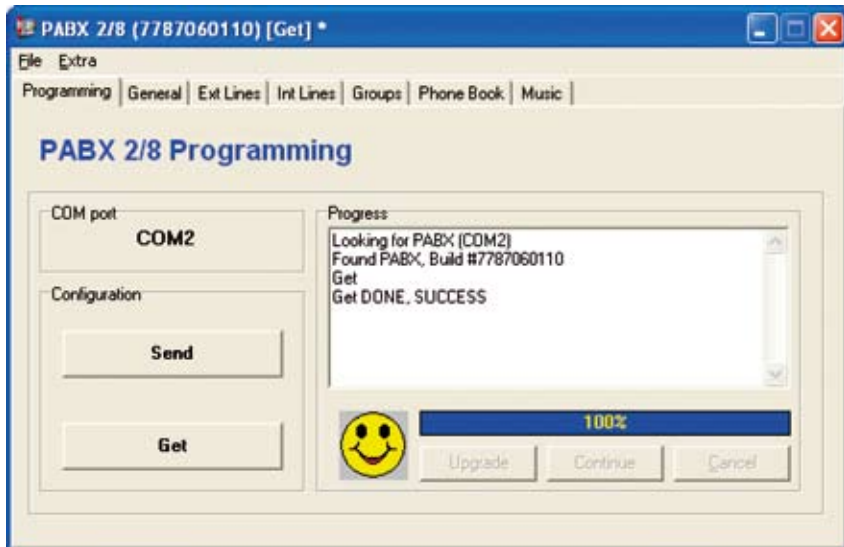 PABX 2/8 (7787060110) [Get] *
File Extra
Programming General Ext Lines Int Lines Groups Phone Book Music
PABX 2/8 Programming
COM port
COM2
Configuration
Send
Get
Progress
Looking for PABX (COM2)
Found PABX, Build #7787060110
Get
Get DONE, SUCCESS
100%
Upgrade Continue Cancel